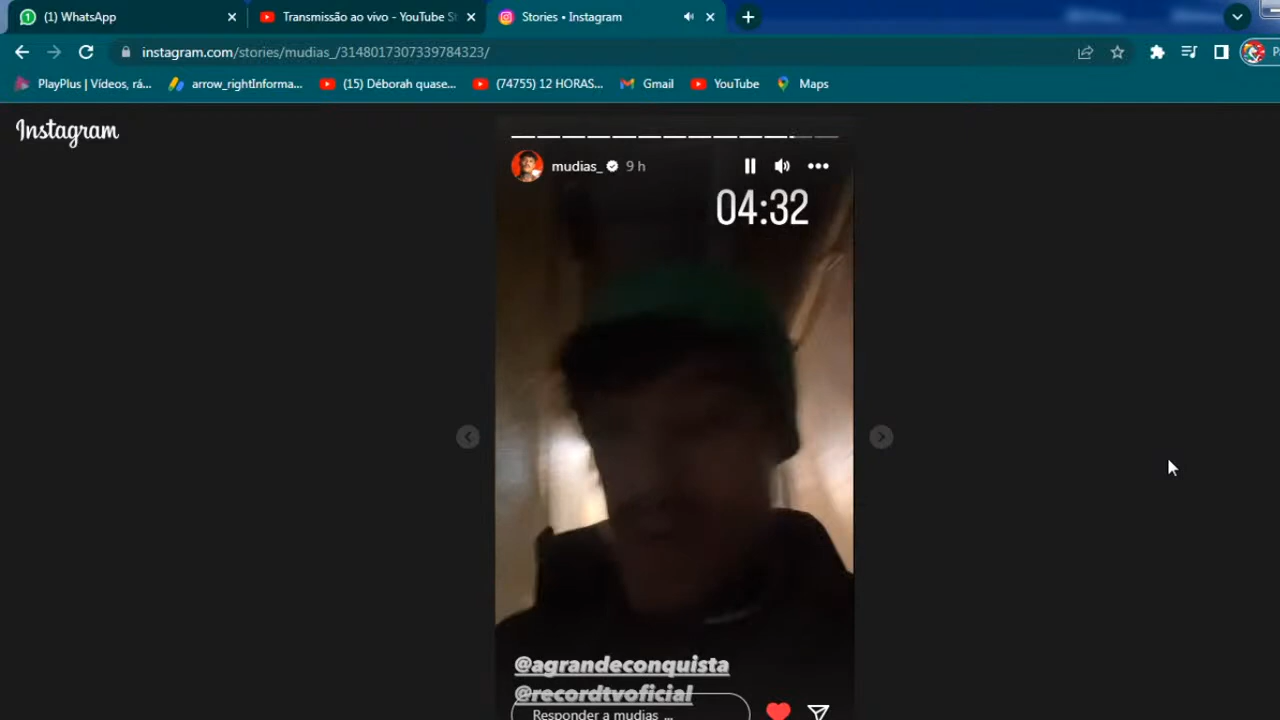 (1) WhatsApp
Transmissão ao vivo - YouTube St
Stories • Instagram
instagram.com/stories/mudias_/3148017307339784323/
PlayPlus | Vídeos, rá...
arrow_rightInforma...
(15) Déborah quase...
(74755) 12 HORAS...
Gmail
YouTube
Maps
Instagram
mudias_ 9 h
04:32
@agrandeconquista
@recordtvoficial
Responder a mudias_...